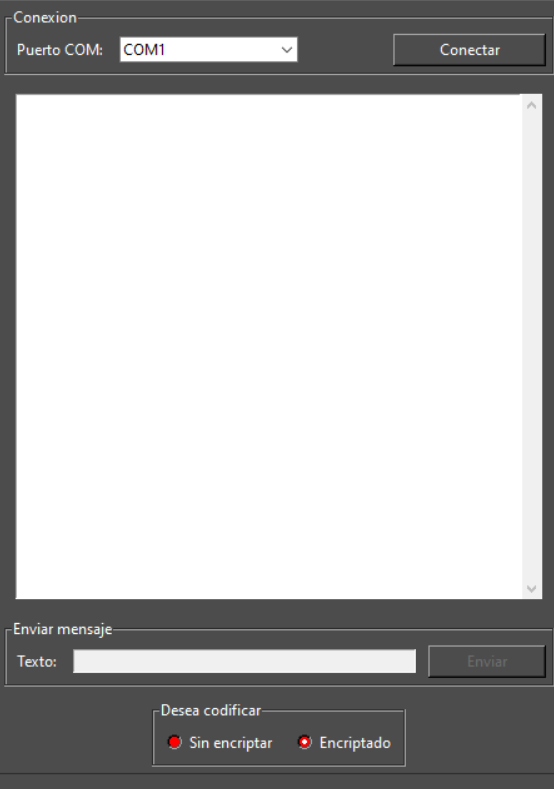 Conexion
Puerto COM: COM1 Conectar
Enviar mensaje
Texto: Enviar
Desea codificar
Sin encriptar Encriptado